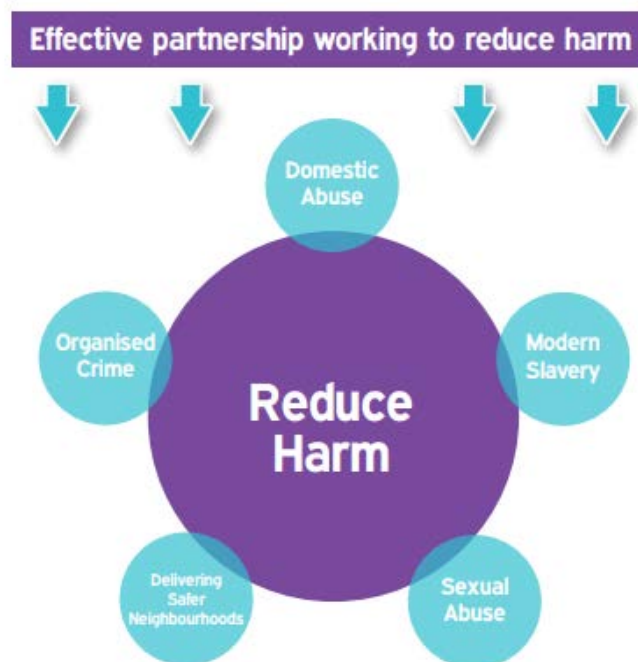 Effective partnership working to reduce harm
Domestic
Abuse
Organised
Crime
Modern
Slavery
Reduce
Harm
Delivering
Safer
Neighbourhoods
Sexual
Abuse